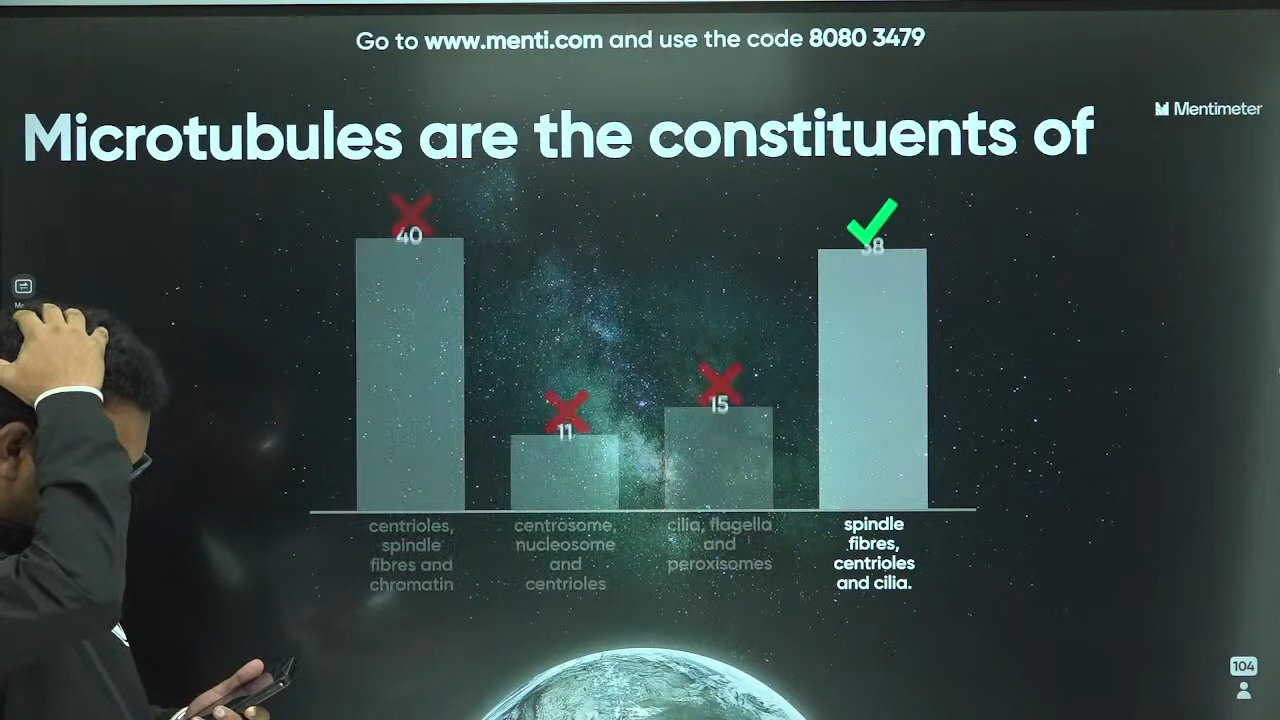 Go to www.menti.com and use the code 8080 3479
Mentimeter
Microtubules are the constituents of
40
11
15
38
centrioles,
spindle
fibres and
chromatin
centrosome,
nucleosome
and
centrioles
cilia, flagella
and
peroxisomes
spindle
fibres,
centrioles
and cilia.
104